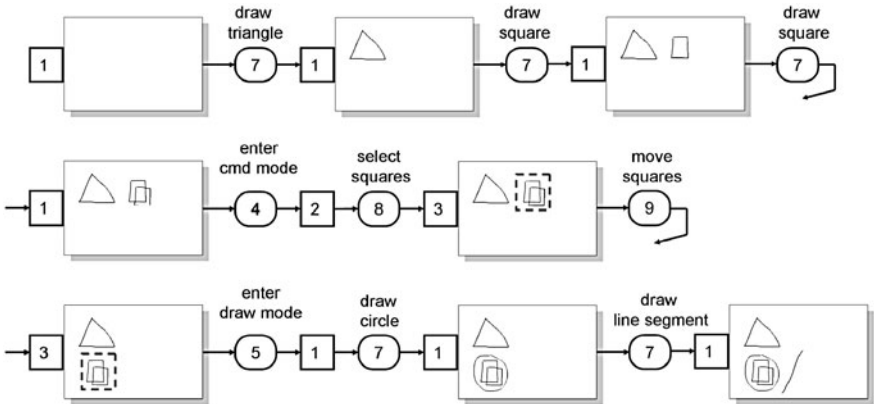 draw draw draw
triangle square square
1 7 1 7 1 7
enter
cmd mode select squares move squares
1 4 2 8 3 9
enter
draw mode draw circle draw line segment
3 5 1 7 1 7 1